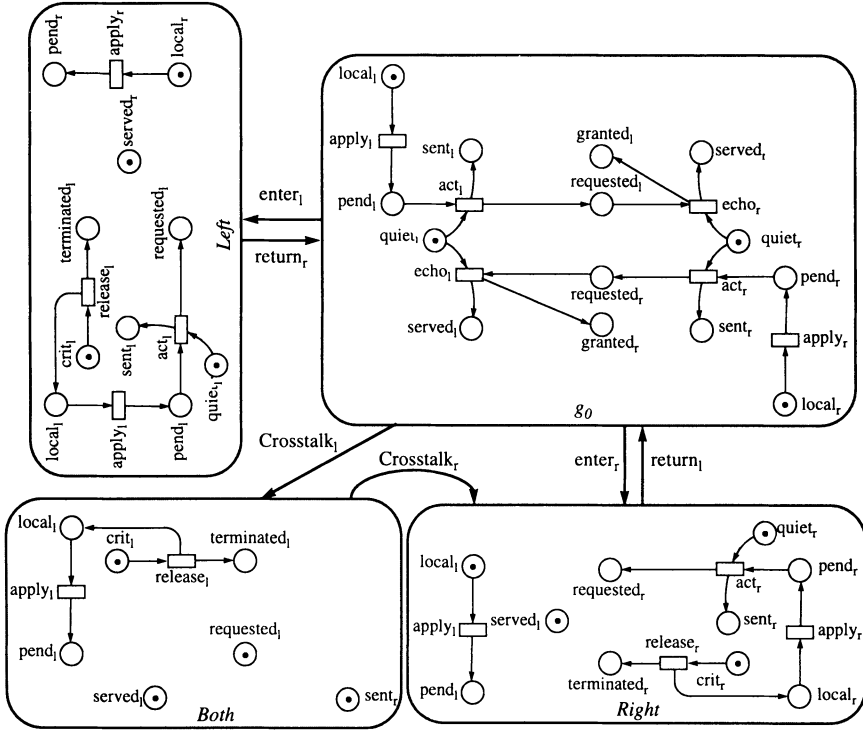 pend_r
apply_r
local_r
served_r
terminated_l
requested_l
release_l
crit_l
sent_l
act_l
quiet_l
local_l
apply_l
pend_l
Left
enter_l
return_r
local_l
apply_l
sent_l
granted_l
served_r
act_l
requested_l
pend_l
echo_r
quiet_l
quiet_r
echo_l
requested_r
act_r
pend_r
served_l
granted_r
sent_r
apply_r
local_r
g_0
Crosstalk_l
Crosstalk_r
enter_r
return_l
local_l
crit_l
terminated_l
release_l
apply_l
requested_l
pend_l
served_l
sent_r
Both
quiet_r
local_l
pend_r
requested_r
act_r
apply_l
served_l
sent_r
apply_r
release_r
pend_l
terminated_r
crit_r
local_r
Right